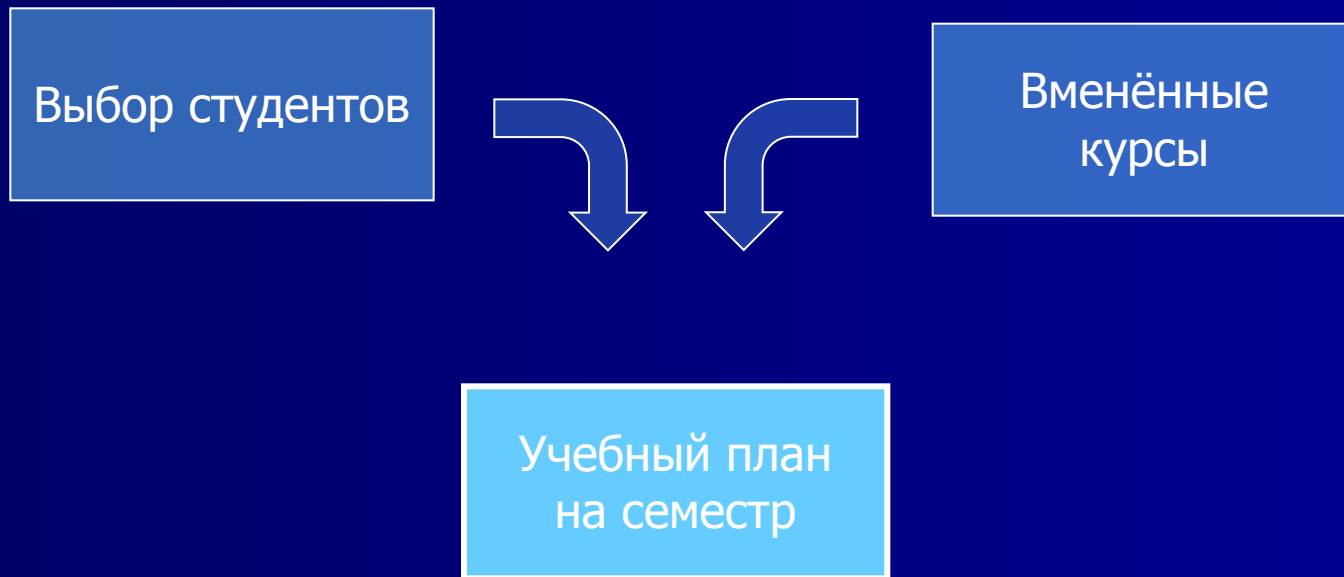 Выбор студентов
Вменённые
курсы
Учебный план
на семестр